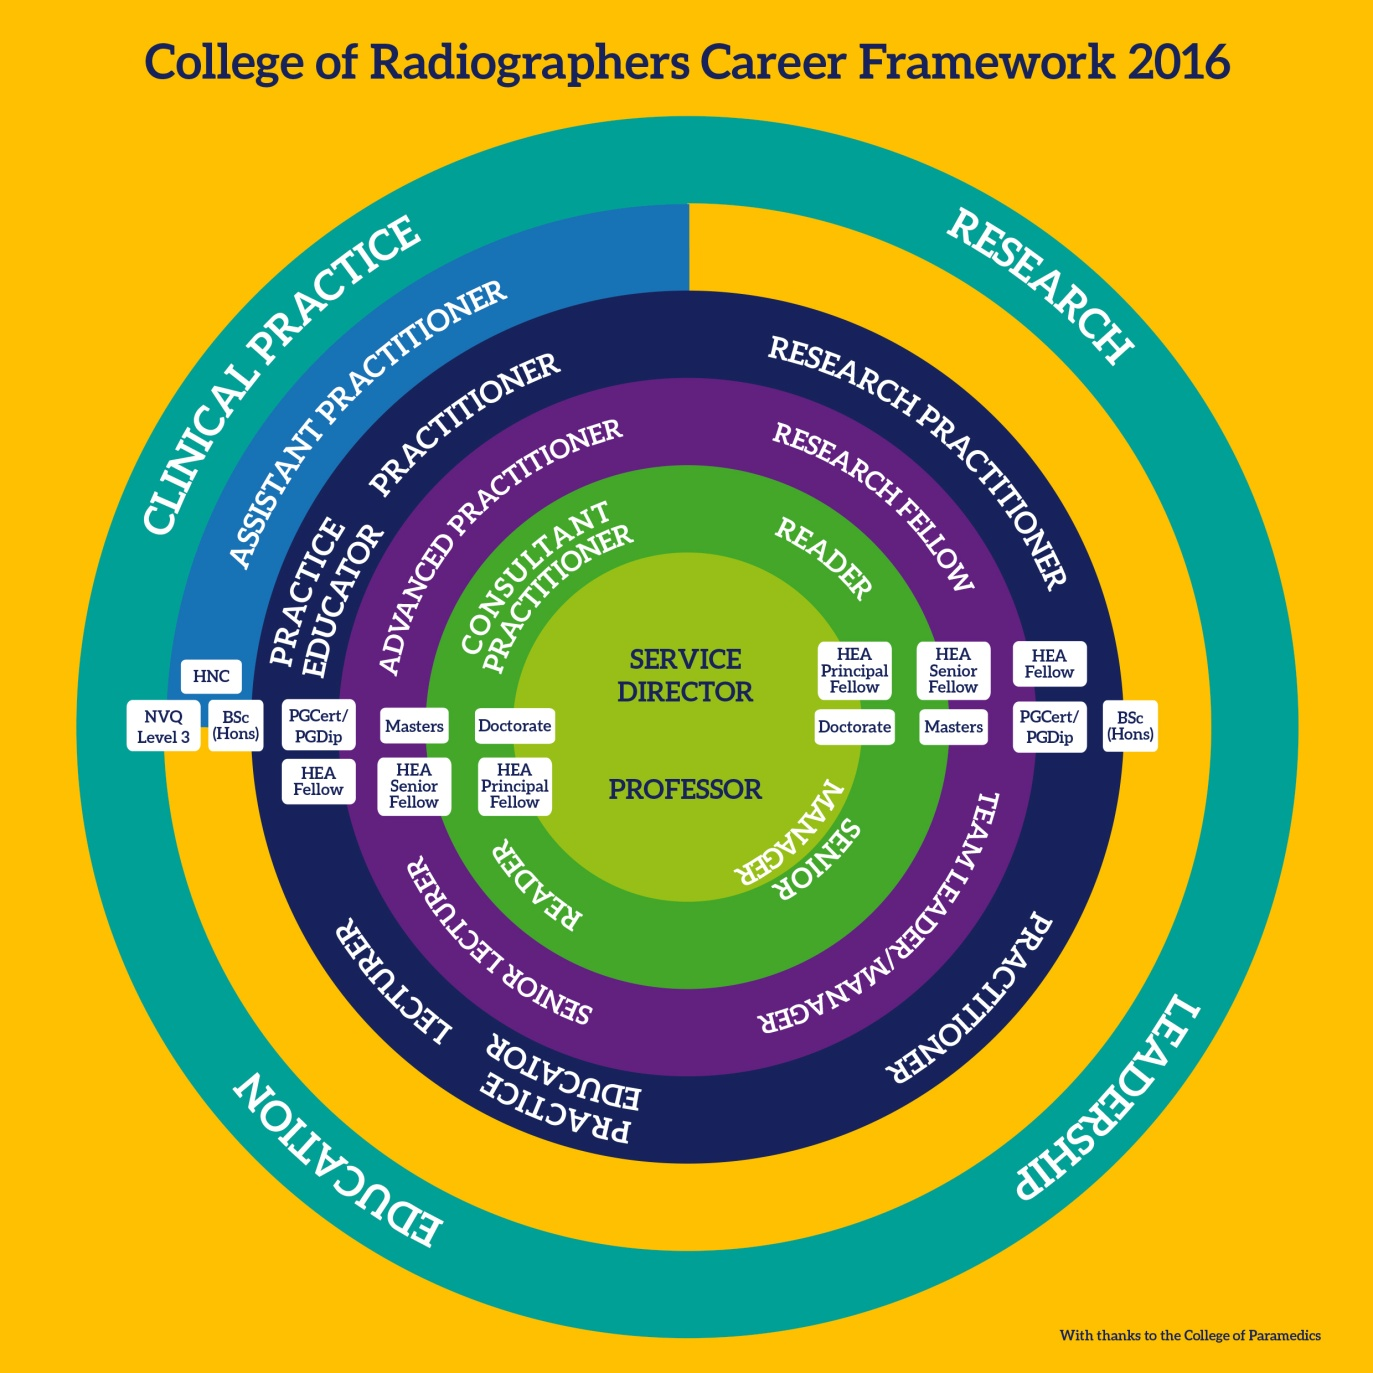 College of Radiographers Career Framework 2016
CLINICAL PRACTICE
RESEARCH
ASSISTANT PRACTITIONER
PRACTITIONER
PRACTICE
EDUCATOR
RESEARCH PRACTITIONER
ADVANCED PRACTITIONER
RESEARCH FELLOW
CONSULTANT
PRACTITIONER
READER
SERVICE
DIRECTOR
PROFESSOR
HNC
NVQ
Level 3
BSc
(Hons)
PGCert/
PGDip
HEA
Fellow
Masters
HEA
Senior
Fellow
Doctorate
HEA
Principal
Fellow
HEA
Principal
Fellow
HEA
Senior
Fellow
HEA
Fellow
Doctorate
Masters
PGCert/
PGDip
BSc
(Hons)
READER
SENIOR
MANAGER
SENIOR LECTURER
TEAM LEADER/MANAGER
LECTURER
PRACTICE
EDUCATOR
PRACTITIONER
EDUCATION
LEADERSHIP
With thanks to the College of Paramedics